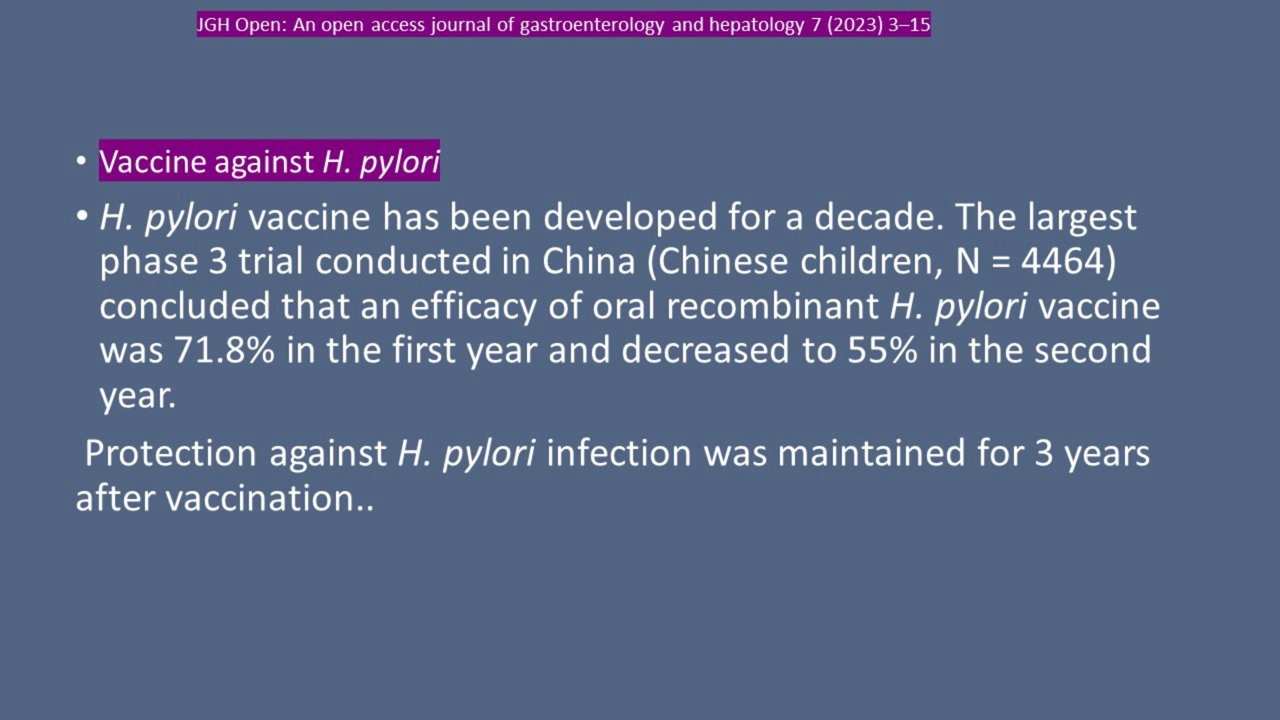 JGH Open: An open access journal of gastroenterology and hepatology 7 (2023) 3–15
• Vaccine against H. pylori
• H. pylori vaccine has been developed for a decade. The largest
phase 3 trial conducted in China (Chinese children, N = 4464)
concluded that an efficacy of oral recombinant H. pylori vaccine
was 71.8% in the first year and decreased to 55% in the second
year.
Protection against H. pylori infection was maintained for 3 years
after vaccination..